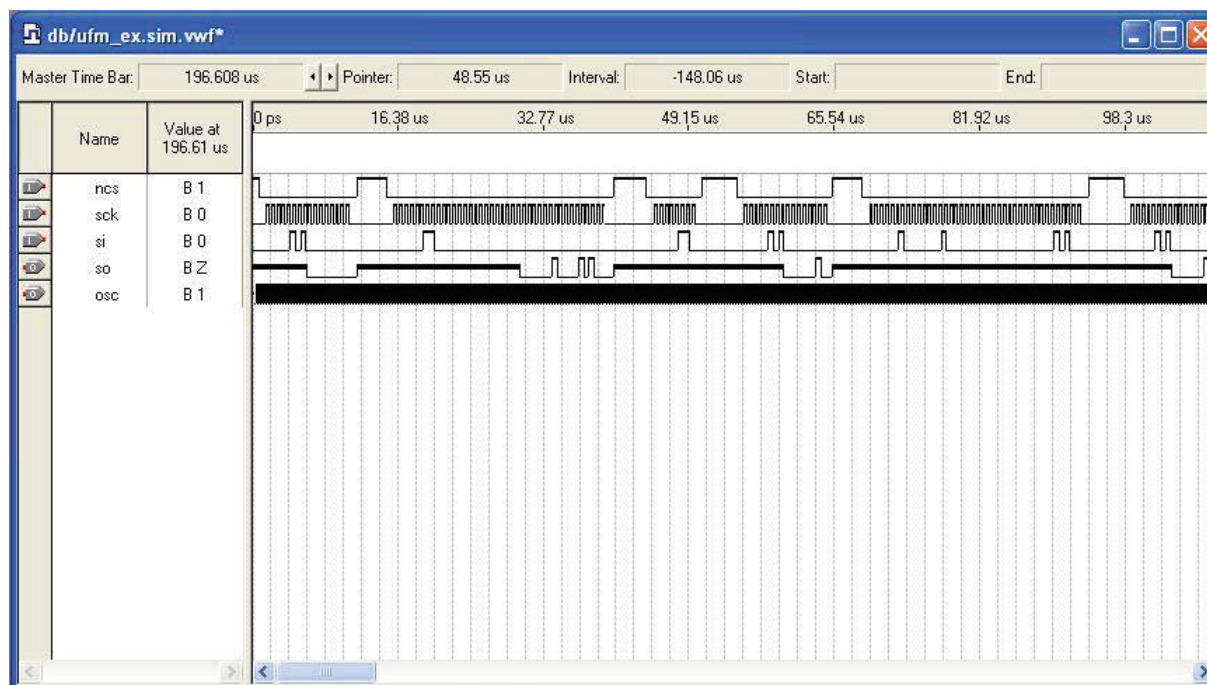 db/ufm_ex.sim.vwf*
Master Time Bar: 196.608 us Pointer: 48.55 us Interval: -148.06 us Start: End:
Name Value at 196.61 us 0 ps 16.38 us 32.77 us 49.15 us 65.54 us 81.92 us 98.3 us
ncs B 1
sck B 0
si B 0
so B Z
osc B 1